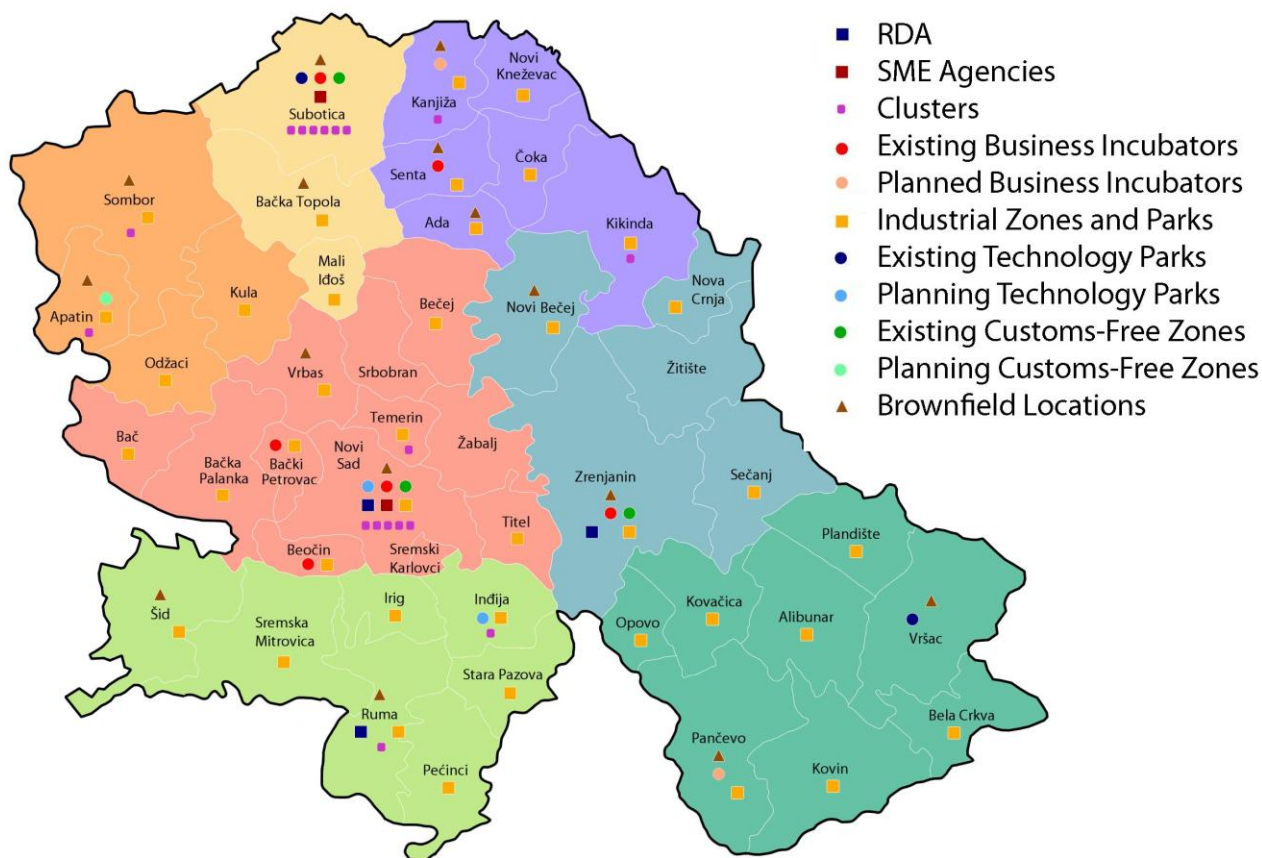 RDA
SME Agencies
Clusters
Existing Business Incubators
Planned Business Incubators
Industrial Zones and Parks
Existing Technology Parks
Planning Technology Parks
Existing Customs-Free Zones
Planning Customs-Free Zones
Brownfield Locations
Subotica
Kanjiža
Novi
Kneževac
Senta
Čoka
Sombor
Bačka Topola
Ada
Kikinda
Mali
Iđoš
Nova
Crnja
Apatin
Kula
Bečej
Novi Bečej
Odžaci
Vrbas
Srbobran
Žitište
Temerin
Bač
Bačka
Palanka
Bački
Petrovac
Novi
Sad
Žabalj
Zrenjanin
Sečanj
Titel
Beočin
Sremski
Karlovci
Plandište
Šid
Sremska
Mitrovica
Irig
Inđija
Opovo
Kovačica
Alibunar
Vršac
Stara Pazova
Ruma
Bela Crkva
Pančevo
Pećinci
Kovin